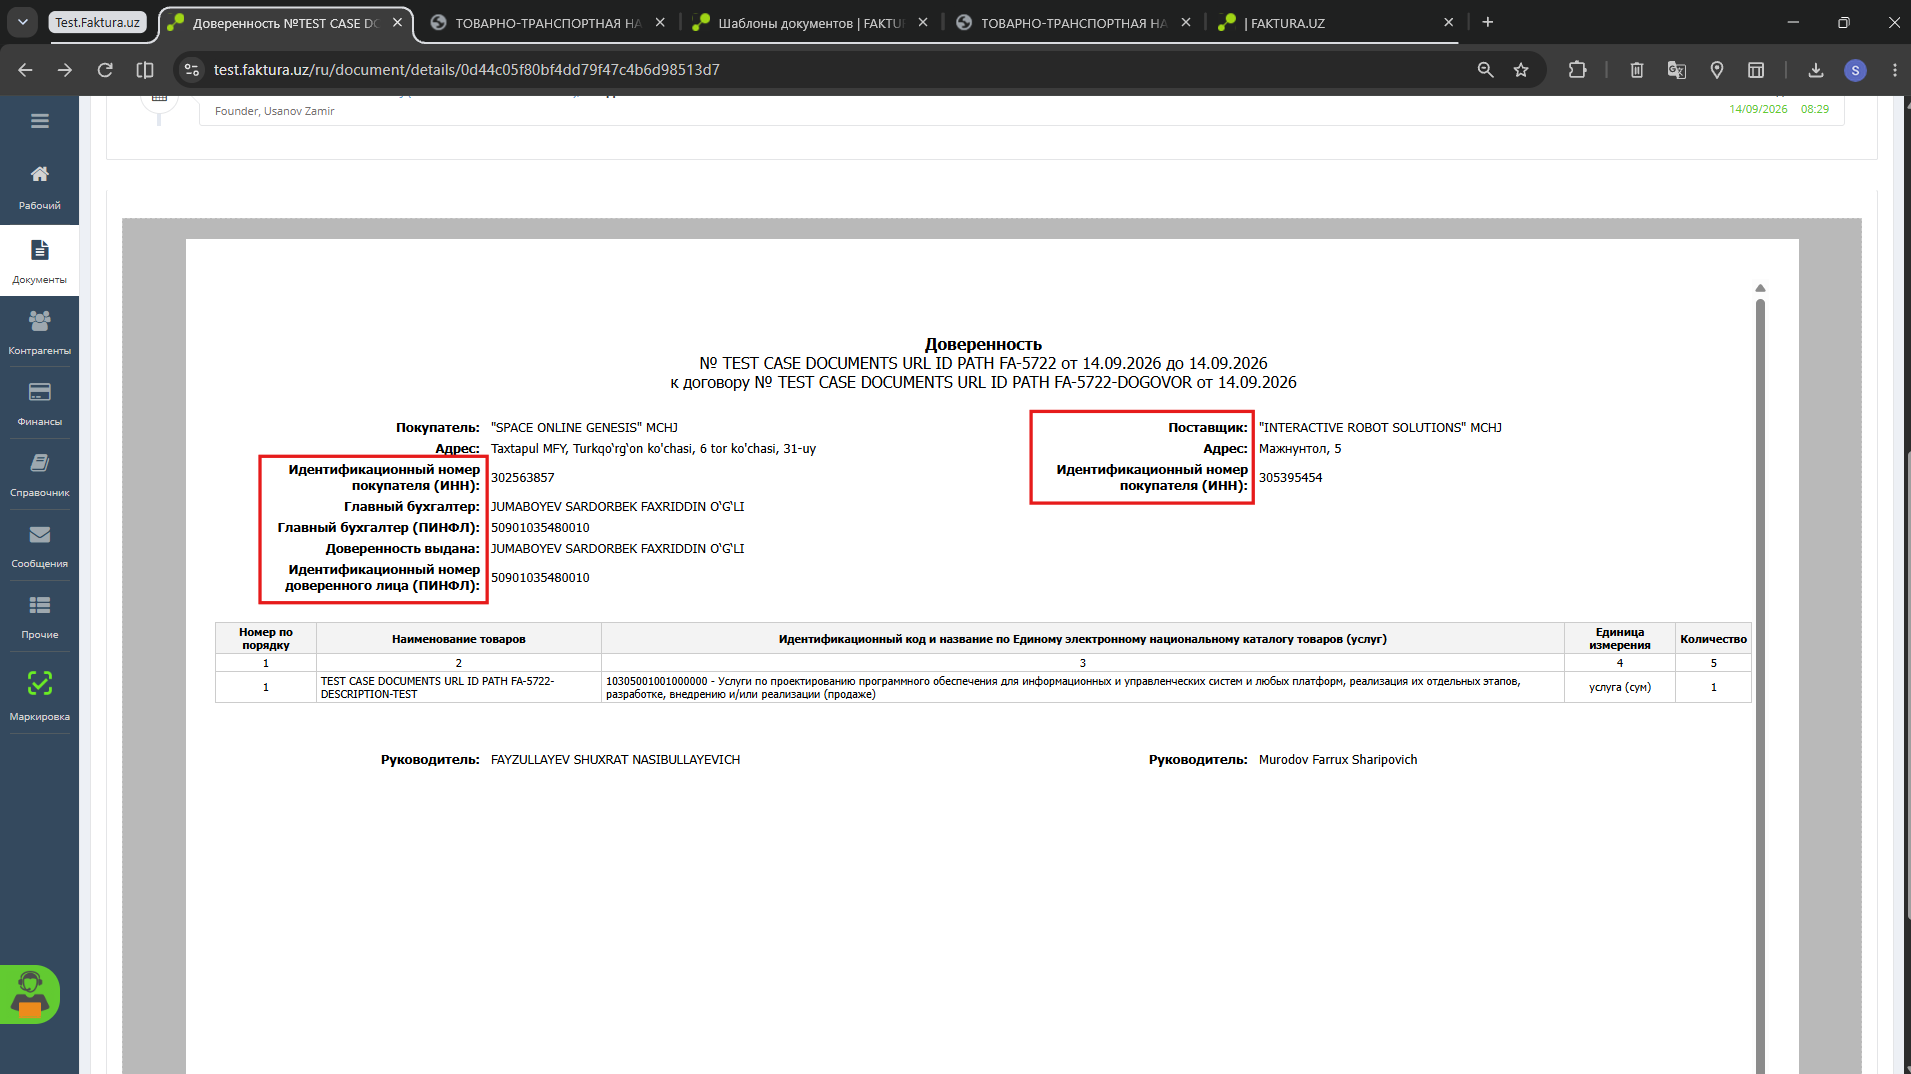 Test.Faktura.uz
Доверенность №TEST CASE DO
ТОВАРНО-ТРАНСПОРТНАЯ НА
Шаблоны документов | FAKTUR
ТОВАРНО-ТРАНСПОРТНАЯ НА
| FAKTURA.UZ
test.faktura.uz/ru/document/details/0d44c05f80bf4dd79f47c4b6d98513d7
S
Founder, Usanov Zamir
14/09/2026 08:29
Рабочий
Документы
Контрагенты
Финансы
Справочник
Сообщения
Прочие
Маркировка
Доверенность
№ TEST CASE DOCUMENTS URL ID PATH FA-5722 от 14.09.2026 до 14.09.2026
к договору № TEST CASE DOCUMENTS URL ID PATH FA-5722-DOGOVOR от 14.09.2026
Покупатель: "SPACE ONLINE GENESIS" MCHJ
Адрес: Taxtapul MFY, Turkqo‘rg‘on ko'chasi, 6 tor ko'chasi, 31-uy
Идентификационный номер
покупателя (ИНН): 302563857
Главный бухгалтер: JUMABOYEV SARDORBEK FAXRIDDIN O‘G‘LI
Главный бухгалтер (ПИНФЛ): 50901035480010
Доверенность выдана: JUMABOYEV SARDORBEK FAXRIDDIN O‘G‘LI
Идентификационный номер
доверенного лица (ПИНФЛ): 50901035480010
Поставщик: "INTERACTIVE ROBOT SOLUTIONS" MCHJ
Адрес: Мажнунтол, 5
Идентификационный номер
покупателя (ИНН): 305395454
Номер по
порядку
Наименование товаров
Идентификационный код и название по Единому электронному национальному каталогу товаров (услуг)
Единица
измерения
Количество
1 2 3 4 5
1
TEST CASE DOCUMENTS URL ID PATH FA-5722-
DESCRIPTION-TEST
10305001001000000 - Услуги по проектированию программного обеспечения для информационных и управленческих систем и любых платформ, реализация их отдельных этапов,
разработке, внедрению и/или реализации (продаже)
услуга (сум)
1
Руководитель: FAYZULLAYEV SHUXRAT NASIBULLAYEVICH
Руководитель: Murodov Farrux Sharipovich